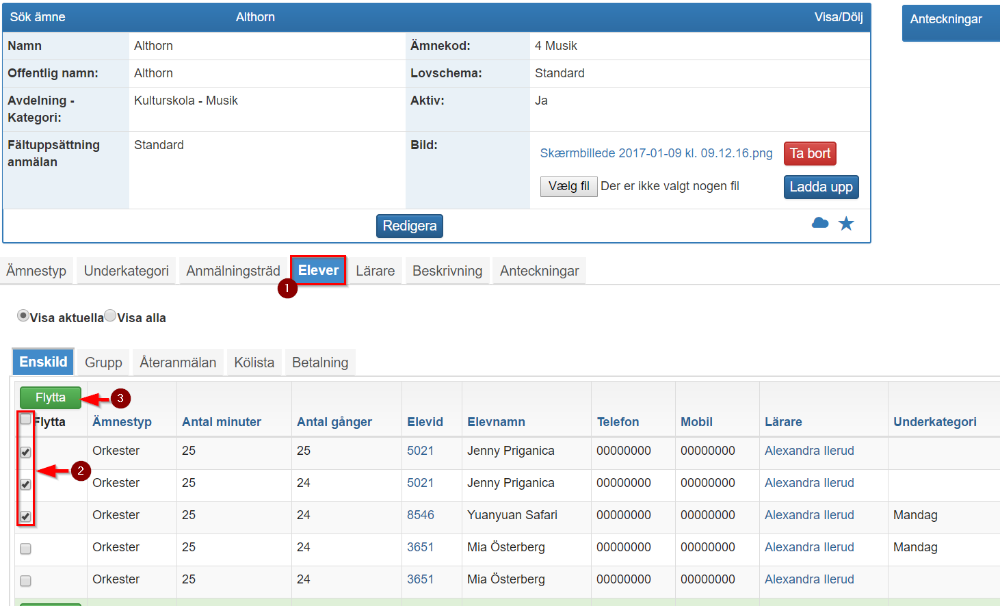 Sök ämne Althorn Visa/Dölj
Anteckningar
Namn Althorn Ämnekod: 4 Musik
Offentlig namn: Althorn Lovschema: Standard
Avdelning - Kulturskola - Musik Aktiv: Ja
Kategori:
Fältuppsättning Standard Bild:
anmälan
Skærmbillede 2017-01-09 kl. 09.12.16.png Ta bort
Vælg fil Der er ikke valgt nogen fil Ladda upp
Redigera
Ämnestyp Underkategori Anmälningsträd Elever Lärare Beskrivning Anteckningar
1
Visa aktuella Visa alla
Enskild Grupp Återanmälan Kölista Betalning
Flytta 3
Flytta Ämnestyp Antal minuter Antal gånger Elevid Elevnamn Telefon Mobil Lärare Underkategori
Orkester 25 25 5021 Jenny Priganica 00000000 00000000 Alexandra Ilerud
2
Orkester 25 24 5021 Jenny Priganica 00000000 00000000 Alexandra Ilerud
Orkester 25 24 8546 Yuanyuan Safari 00000000 00000000 Alexandra Ilerud Mandag
Orkester 25 24 3651 Mia Österberg 00000000 00000000 Alexandra Ilerud Mandag
Orkester 25 24 3651 Mia Österberg 00000000 00000000 Alexandra Ilerud